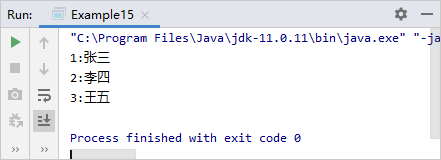 Run: Example15
"C:\Program Files\Java\jdk-11.0.11\bin\java.exe" "-ja
1:张三
2:李四
3:王五
Process finished with exit code 0